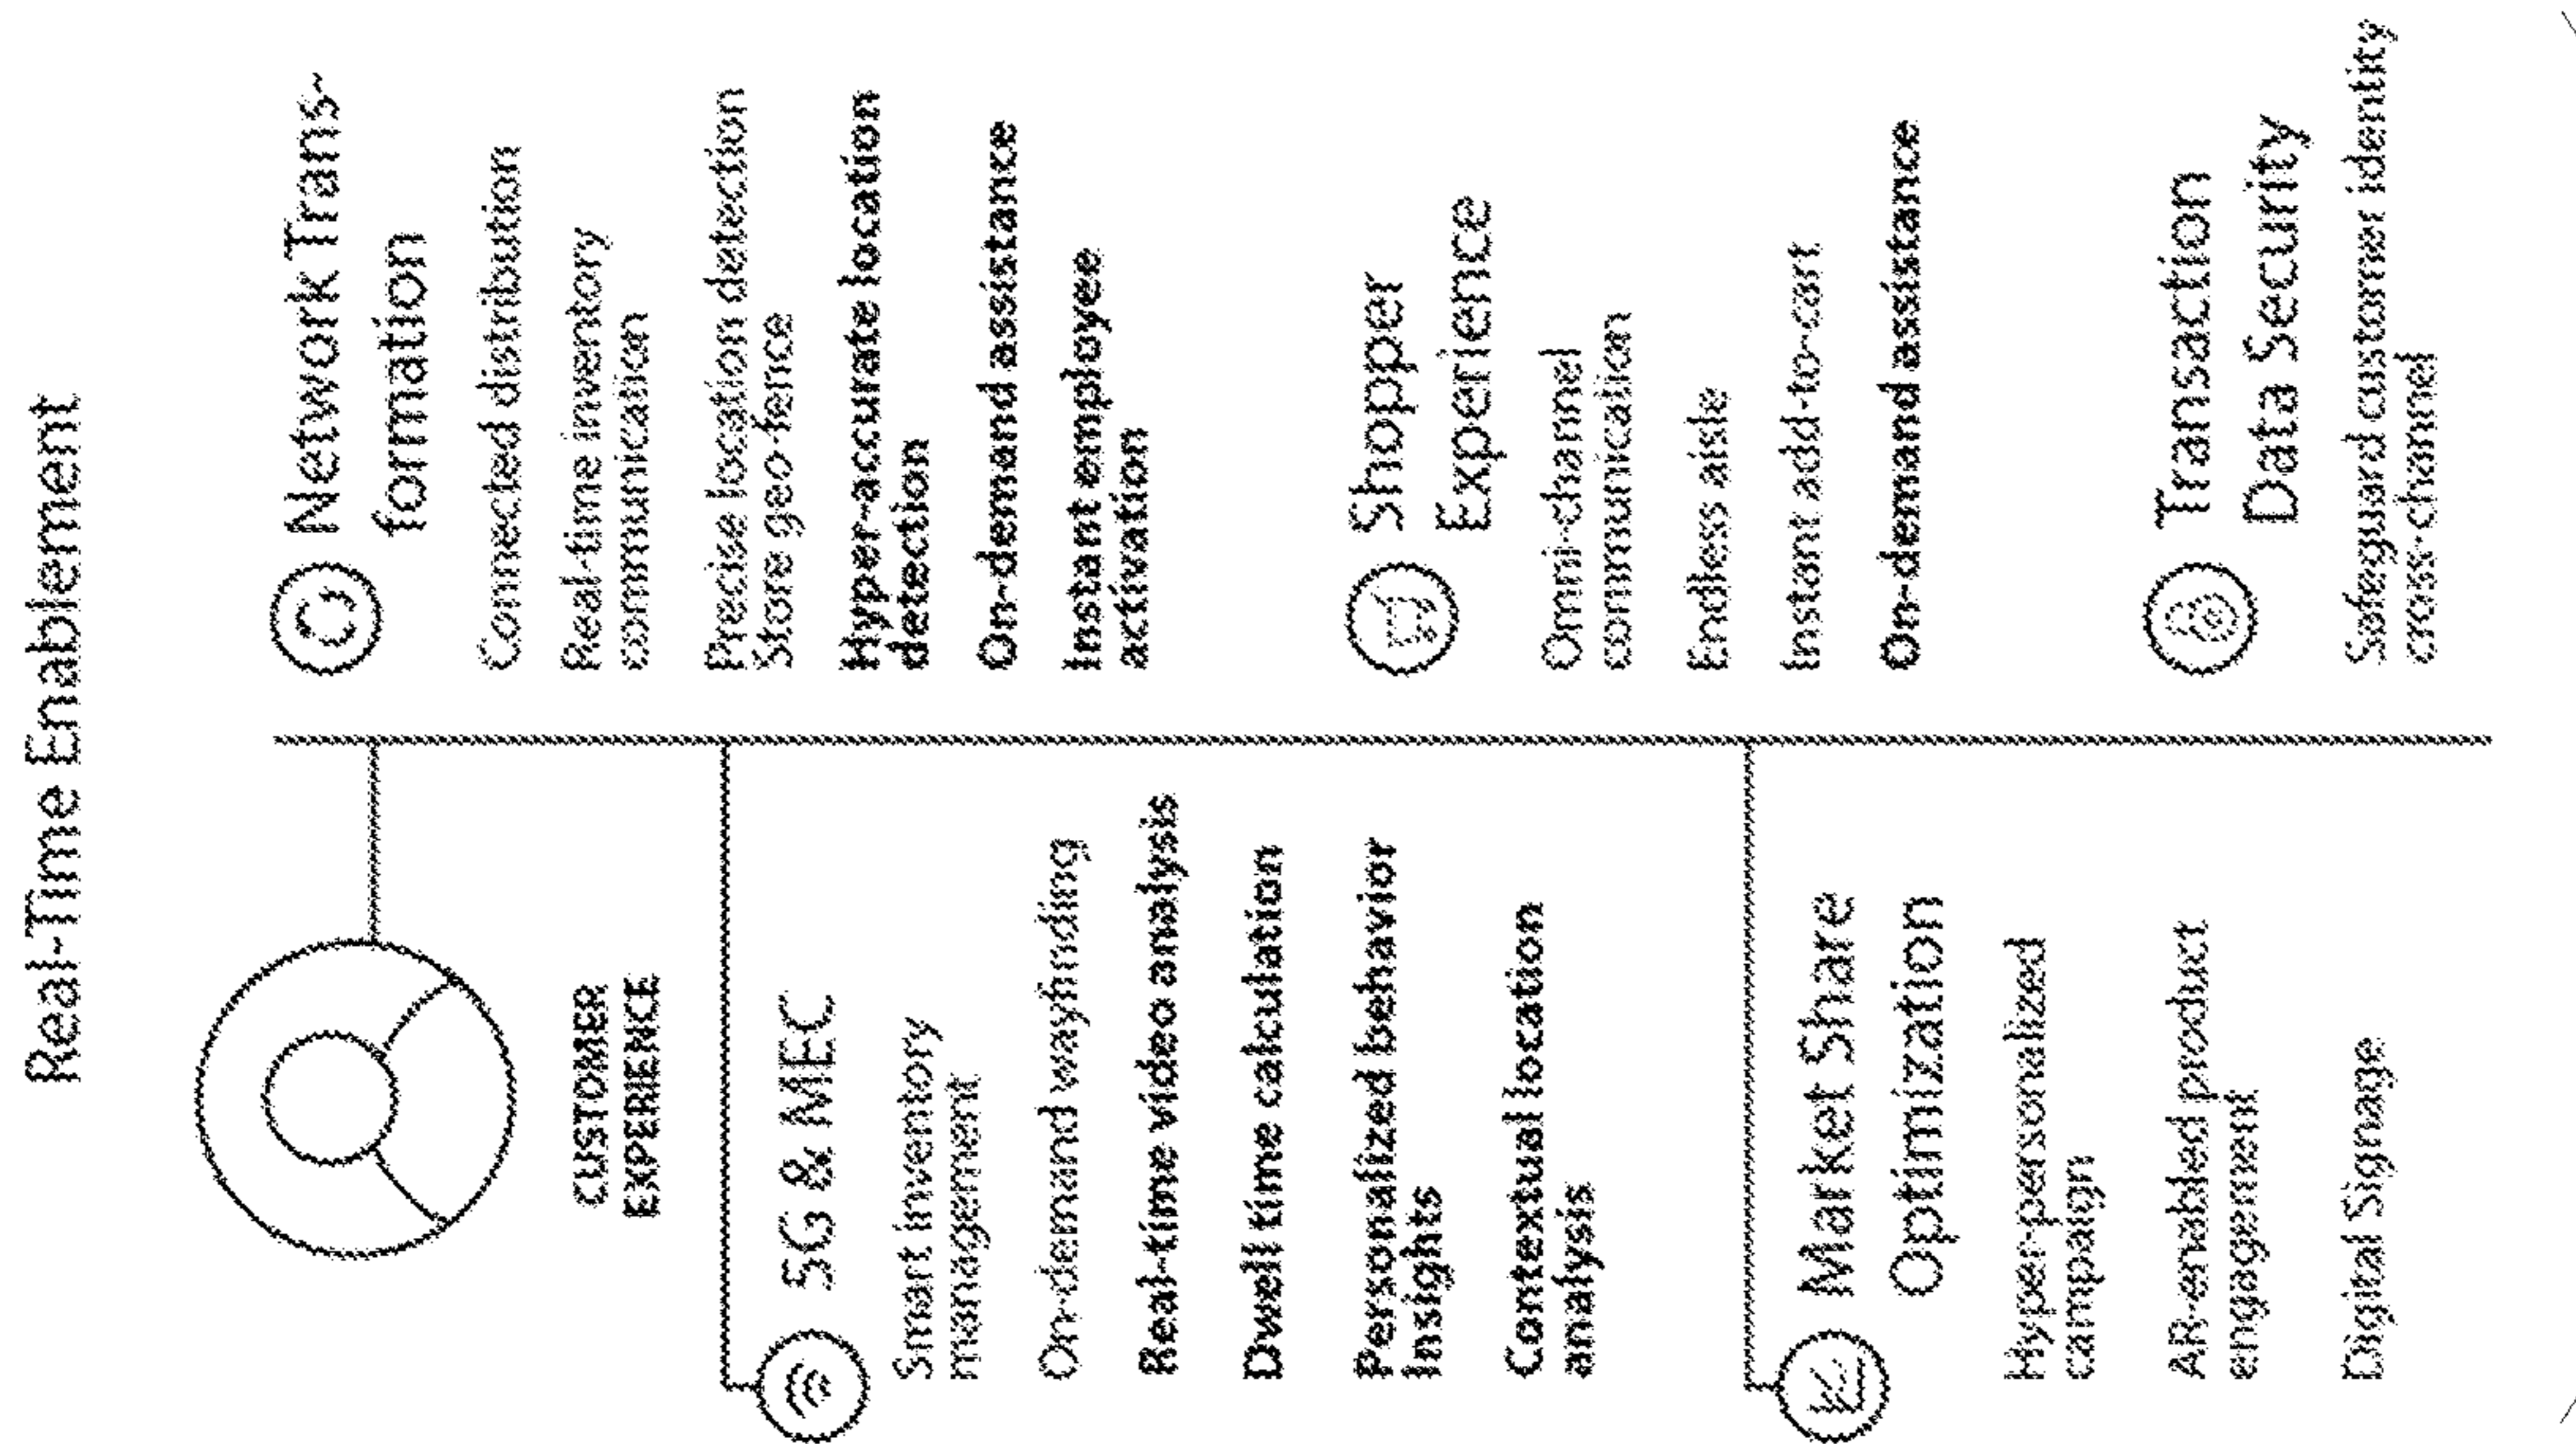 Real-Time Enablement
CUSTOMER
EXPERIENCE
5G & MEC
Smart inventory
management
On-demand wayfinding
Real-time video analysis
Dwell time calculation
Personalized behavior
Insights
Contextual location
analysis
Market Share
Optimization
Hyper-personalized
campaign
AR-enabled product
engagement
Digital Signage
Network Trans-
formation
Connected distribution
Real-time inventory
communication
Precise location detection
Store geo-fence
Hyper-accurate location
detection
On-demand assistance
Instant employee
activation
Shopper
Experience
Omni-channel
communication
Endless aisle
Instant add-to-cart
On-demand assistance
Transaction
Data Security
Safeguard customer identity
cross-channel